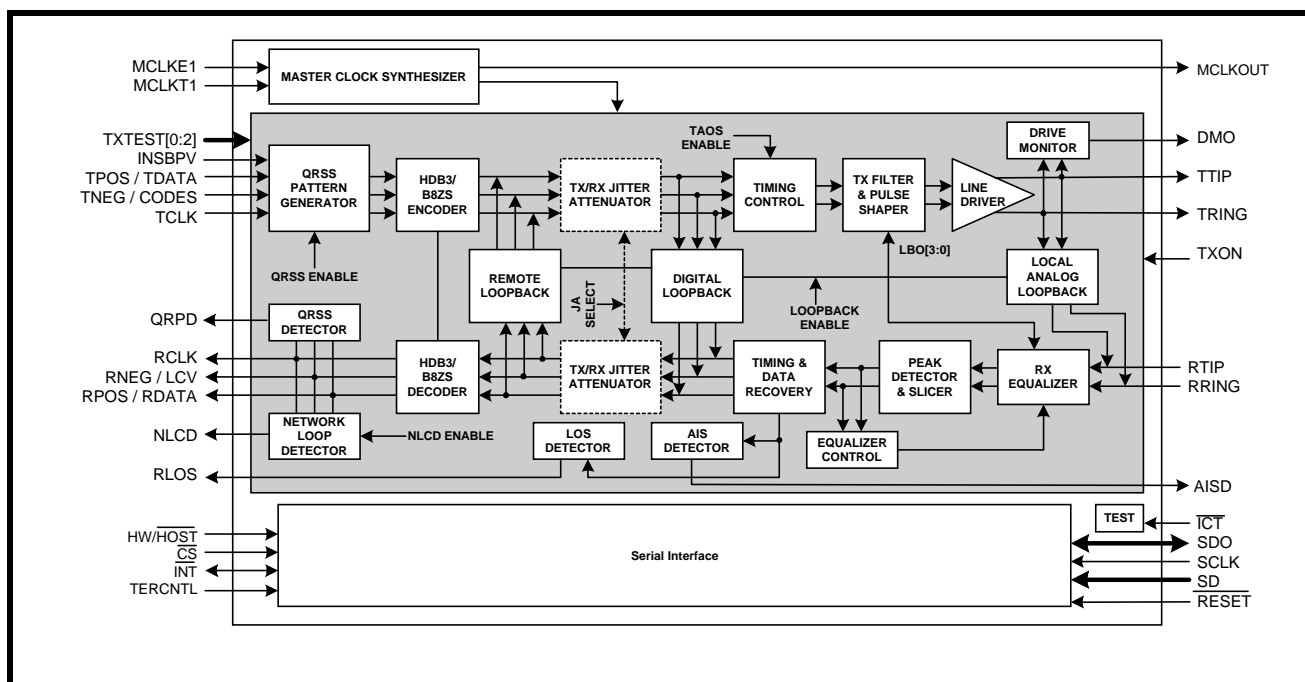 MCLKE1
MCLKT1
MASTER CLOCK SYNTHESIZER
MCLKOUT
TXTEST[0:2]
INSBPV
TPOS / TDATA
TNEG / CODES
TCLK
QRSS
PATTERN
GENERATOR
HDB3/
B8ZS
ENCODER
TX/RX JITTER
ATTENUATOR
TAOS
ENABLE
TIMING
CONTROL
TX FILTER
& PULSE
SHAPER
LINE
DRIVER
DRIVE
MONITOR
DMO
TTIP
TRING
TXON
QRSS ENABLE
REMOTE
LOOPBACK
JA
SELECT
DIGITAL
LOOPBACK
LOOPBACK
ENABLE
LBO[3:0]
LOCAL
ANALOG
LOOPBACK
QRPD
RCLK
RNEG / LCV
RPOS / RDATA
NLCD
RLOS
QRSS
DETECTOR
NETWORK
LOOP
DETECTOR
NLCD ENABLE
HDB3/
B8ZS
DECODER
TX/RX JITTER
ATTENUATOR
TIMING &
DATA
RECOVERY
PEAK
DETECTOR
& SLICER
RX
EQUALIZER
RTIP
RRING
LOS
DETECTOR
AIS
DETECTOR
EQUALIZER
CONTROL
AISD
HW/HOST
CS
INT
TERCNTL
Serial Interface
TEST
ICT
SDO
SCLK
SD
RESET